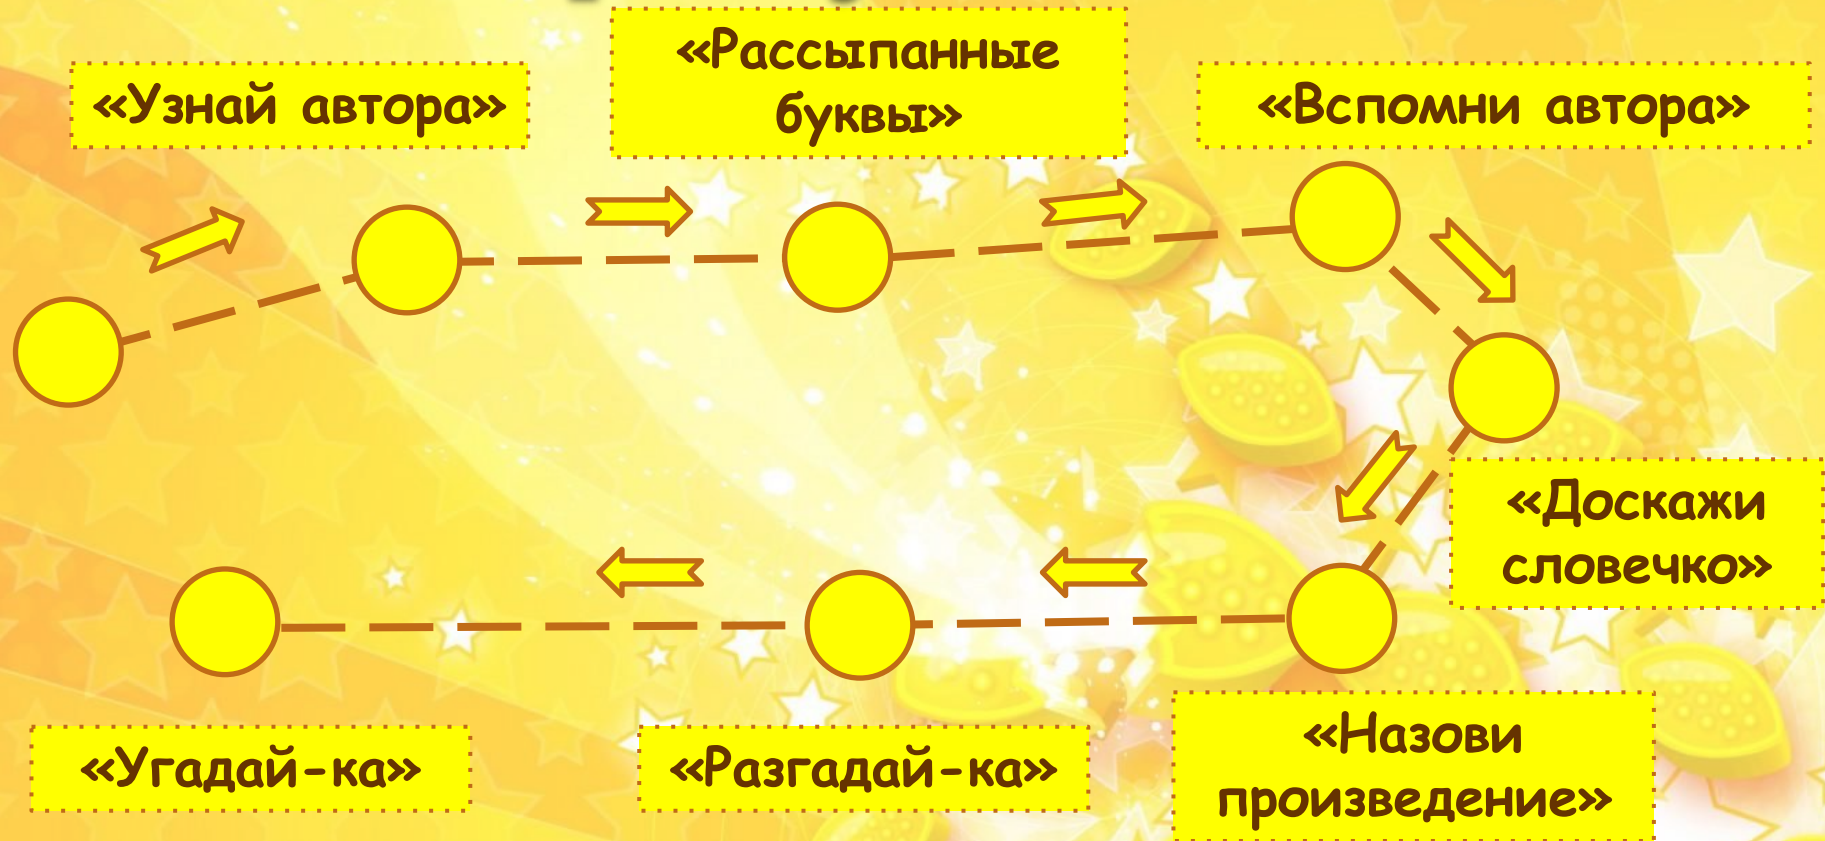 «Узнай автора»
«Рассыпанные
буквы»
«Вспомни автора»
«Доскажи
словечко»
«Назови
произведение»
«Разгадай-ка»
«Угадай-ка»